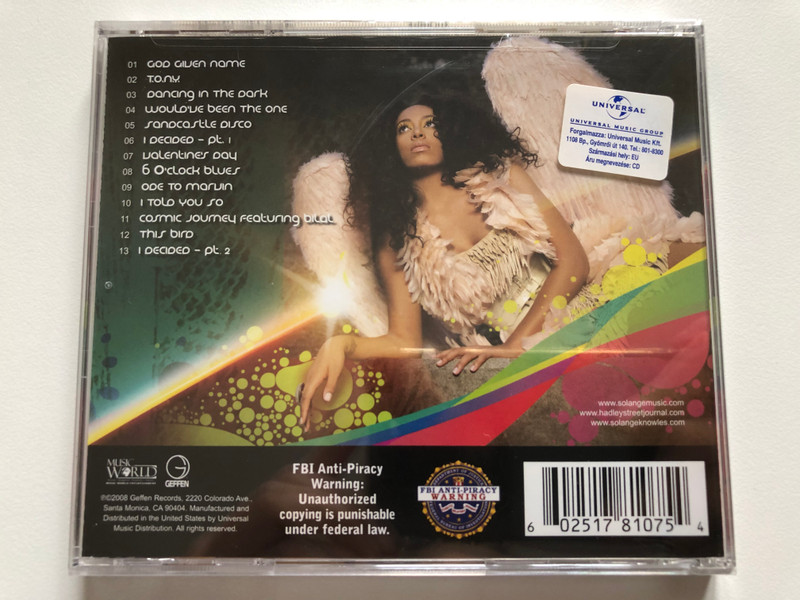 01 GOD GIVEN NAME
02 T.O.N.Y.
03 DANCING IN THE DARK
04 WOULD'VE BEEN THE ONE
05 SANDCASTLE DISCO
06 I DECIDED – PT. 1
07 VALENTINES DAY
08 6 O'CLOCK BLUES
09 ODE TO MARVIN
10 I TOLD YOU SO
11 COSMIC JOURNEY FEATURING BILAL
12 THIS BIRD
13 I DECIDED – PT. 2
UNIVERSAL
UNIVERSAL MUSIC GROUP
Forgalmazza: Universal Music Kft.
1108 Bp., Gyömrői út 140. Tel.: 801-8300
Származási hely: EU
Áru megnevezése: CD
www.solangemusic.com
www.hadleystreetjournal.com
www.solangeknowles.com
MUSIC
WORLD
GEFFEN
℗©2008 Geffen Records, 2220 Colorado Ave.,
Santa Monica, CA 90404. Manufactured and
Distributed in the United States by Universal
Music Distribution. All rights reserved.
FBI Anti-Piracy
Warning:
Unauthorized
copying is punishable
under federal law.
FBI ANTI-PIRACY
WARNING
6 02517 81075 4